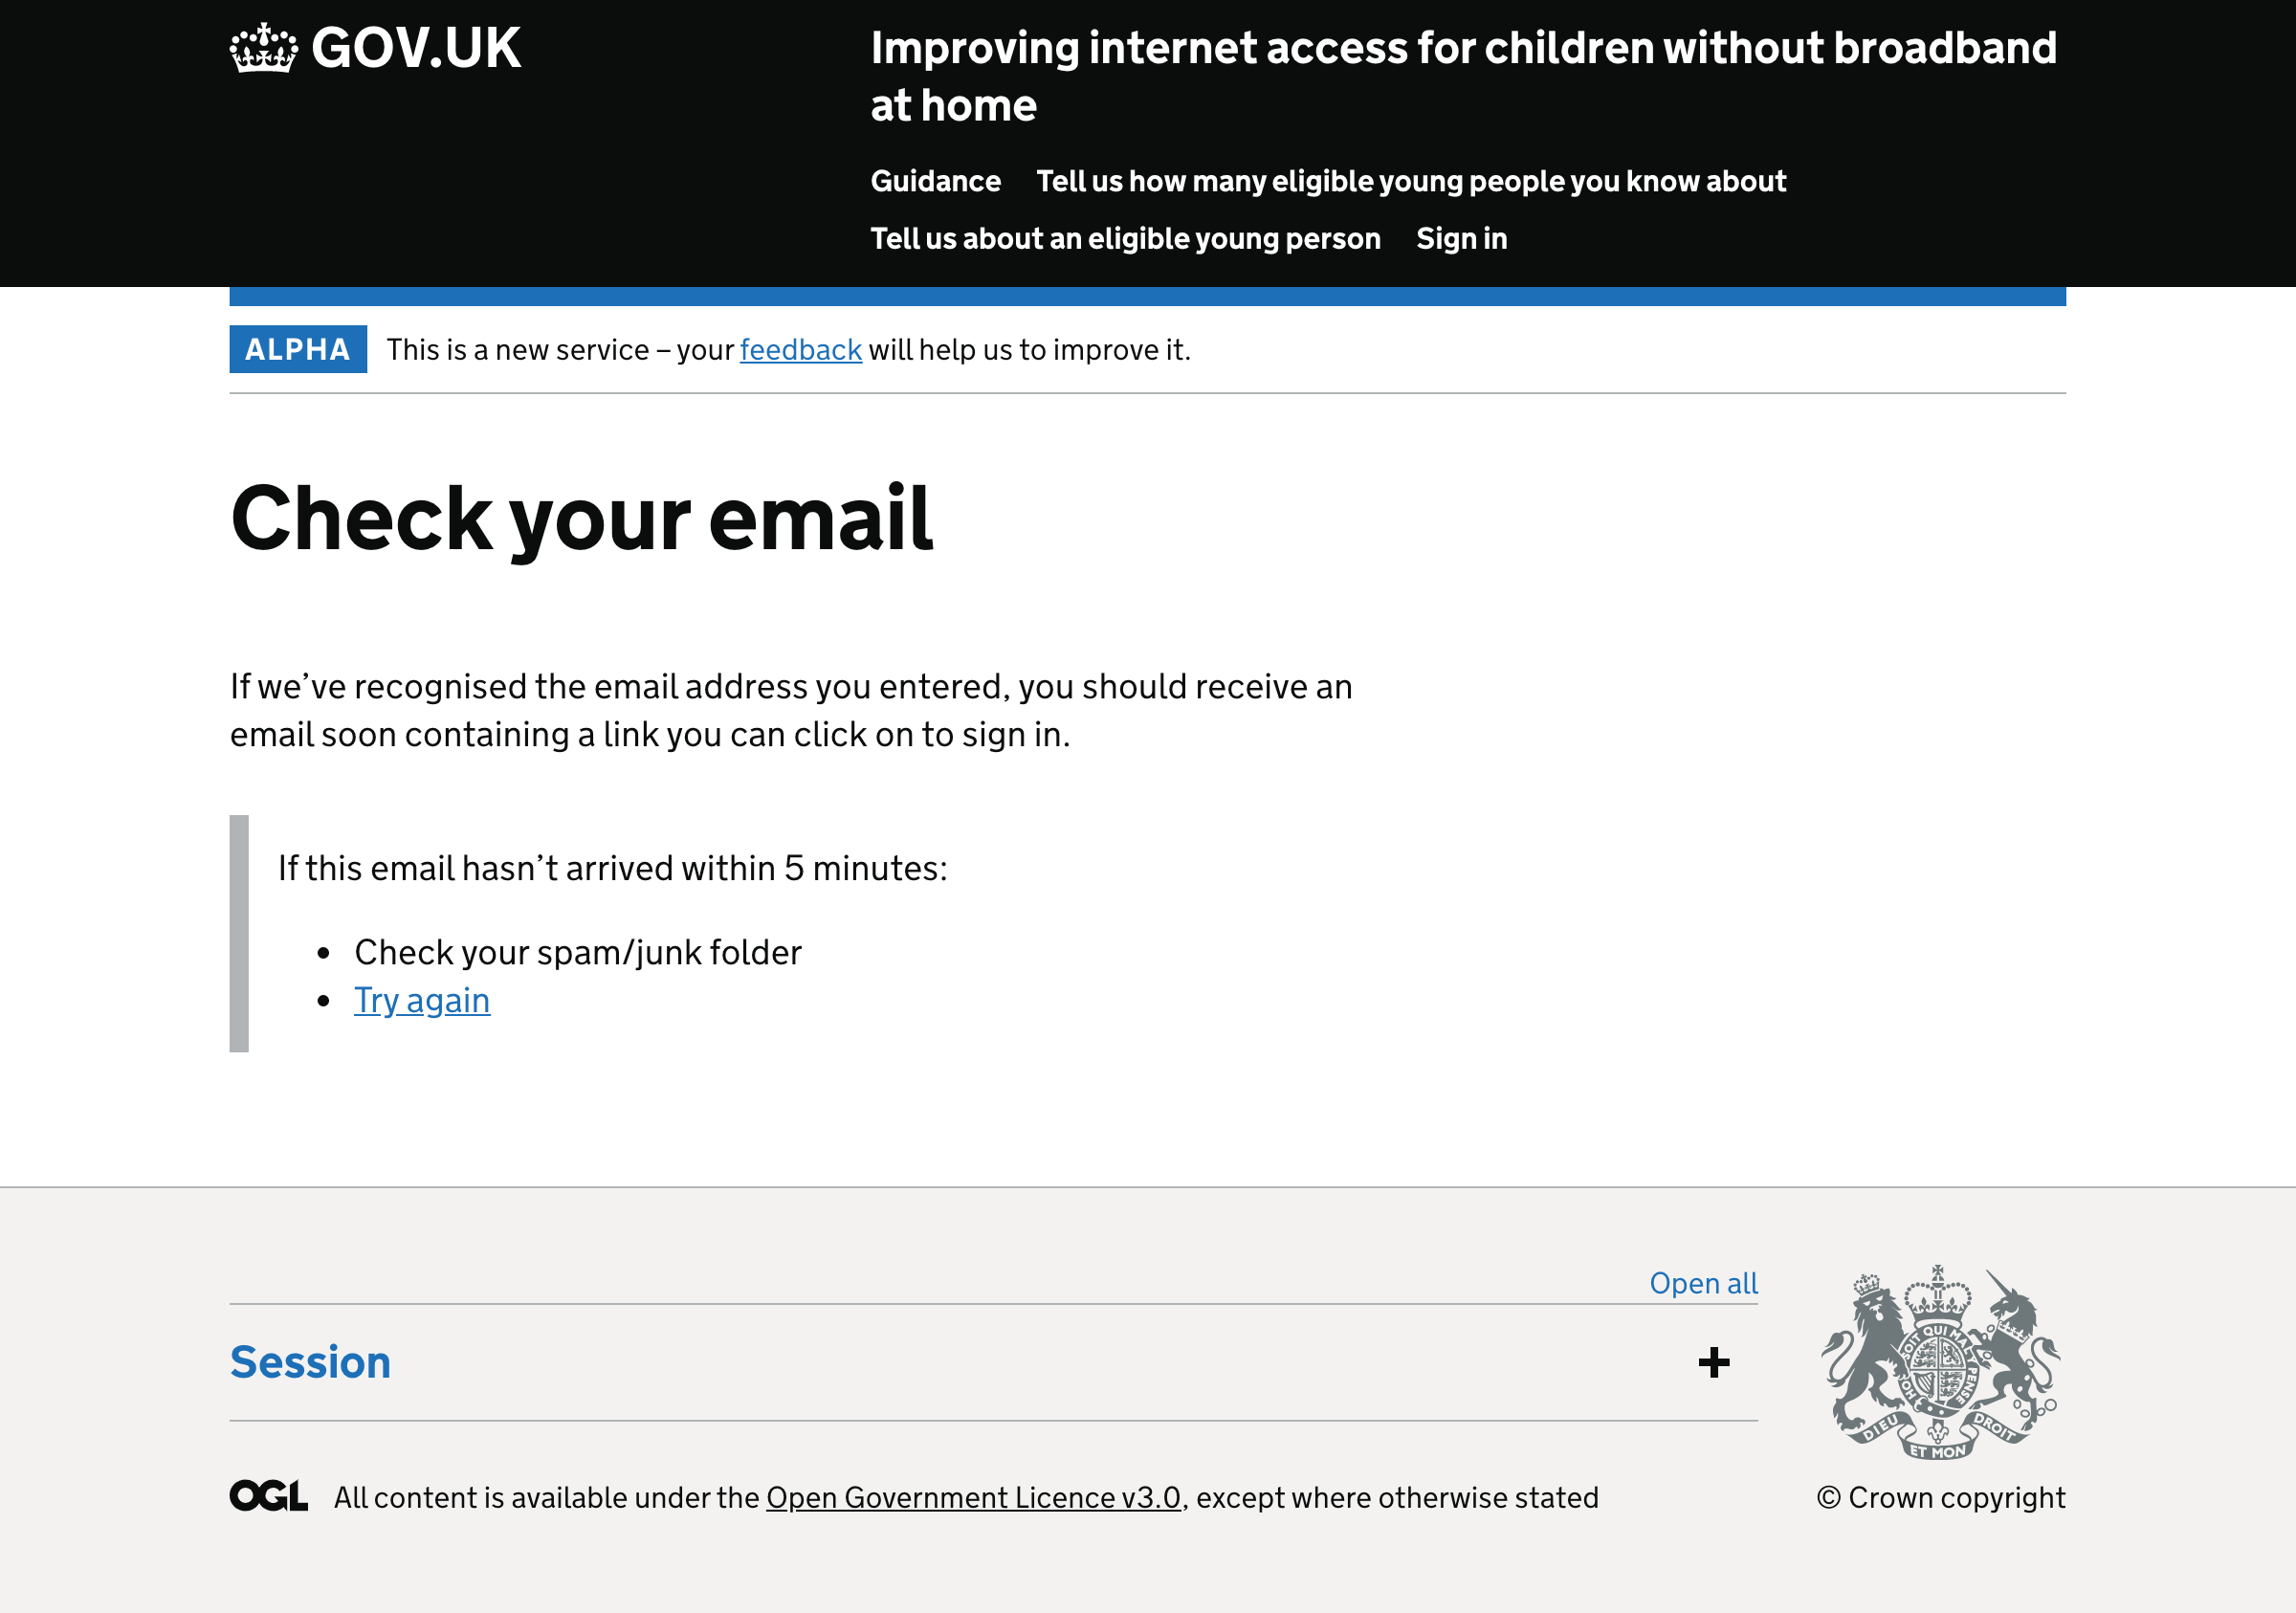 GOV.UK
Improving internet access for children without broadband
at home
Guidance Tell us how many eligible young people you know about
Tell us about an eligible young person Sign in
ALPHA This is a new service – your feedback will help us to improve it.
Check your email
If we’ve recognised the email address you entered, you should receive an
email soon containing a link you can click on to sign in.
If this email hasn’t arrived within 5 minutes:
• Check your spam/junk folder
• Try again
Open all
Session +
SOIT QUI MAL
PENSE
HO
DIEU ET MON DROIT
OGL All content is available under the Open Government Licence v3.0, except where otherwise stated
© Crown copyright